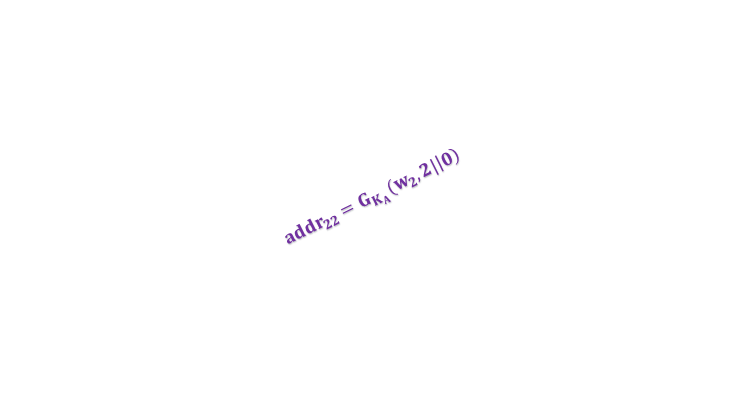 addr₂₂ = G_{K_A}(w₂, 2||0)